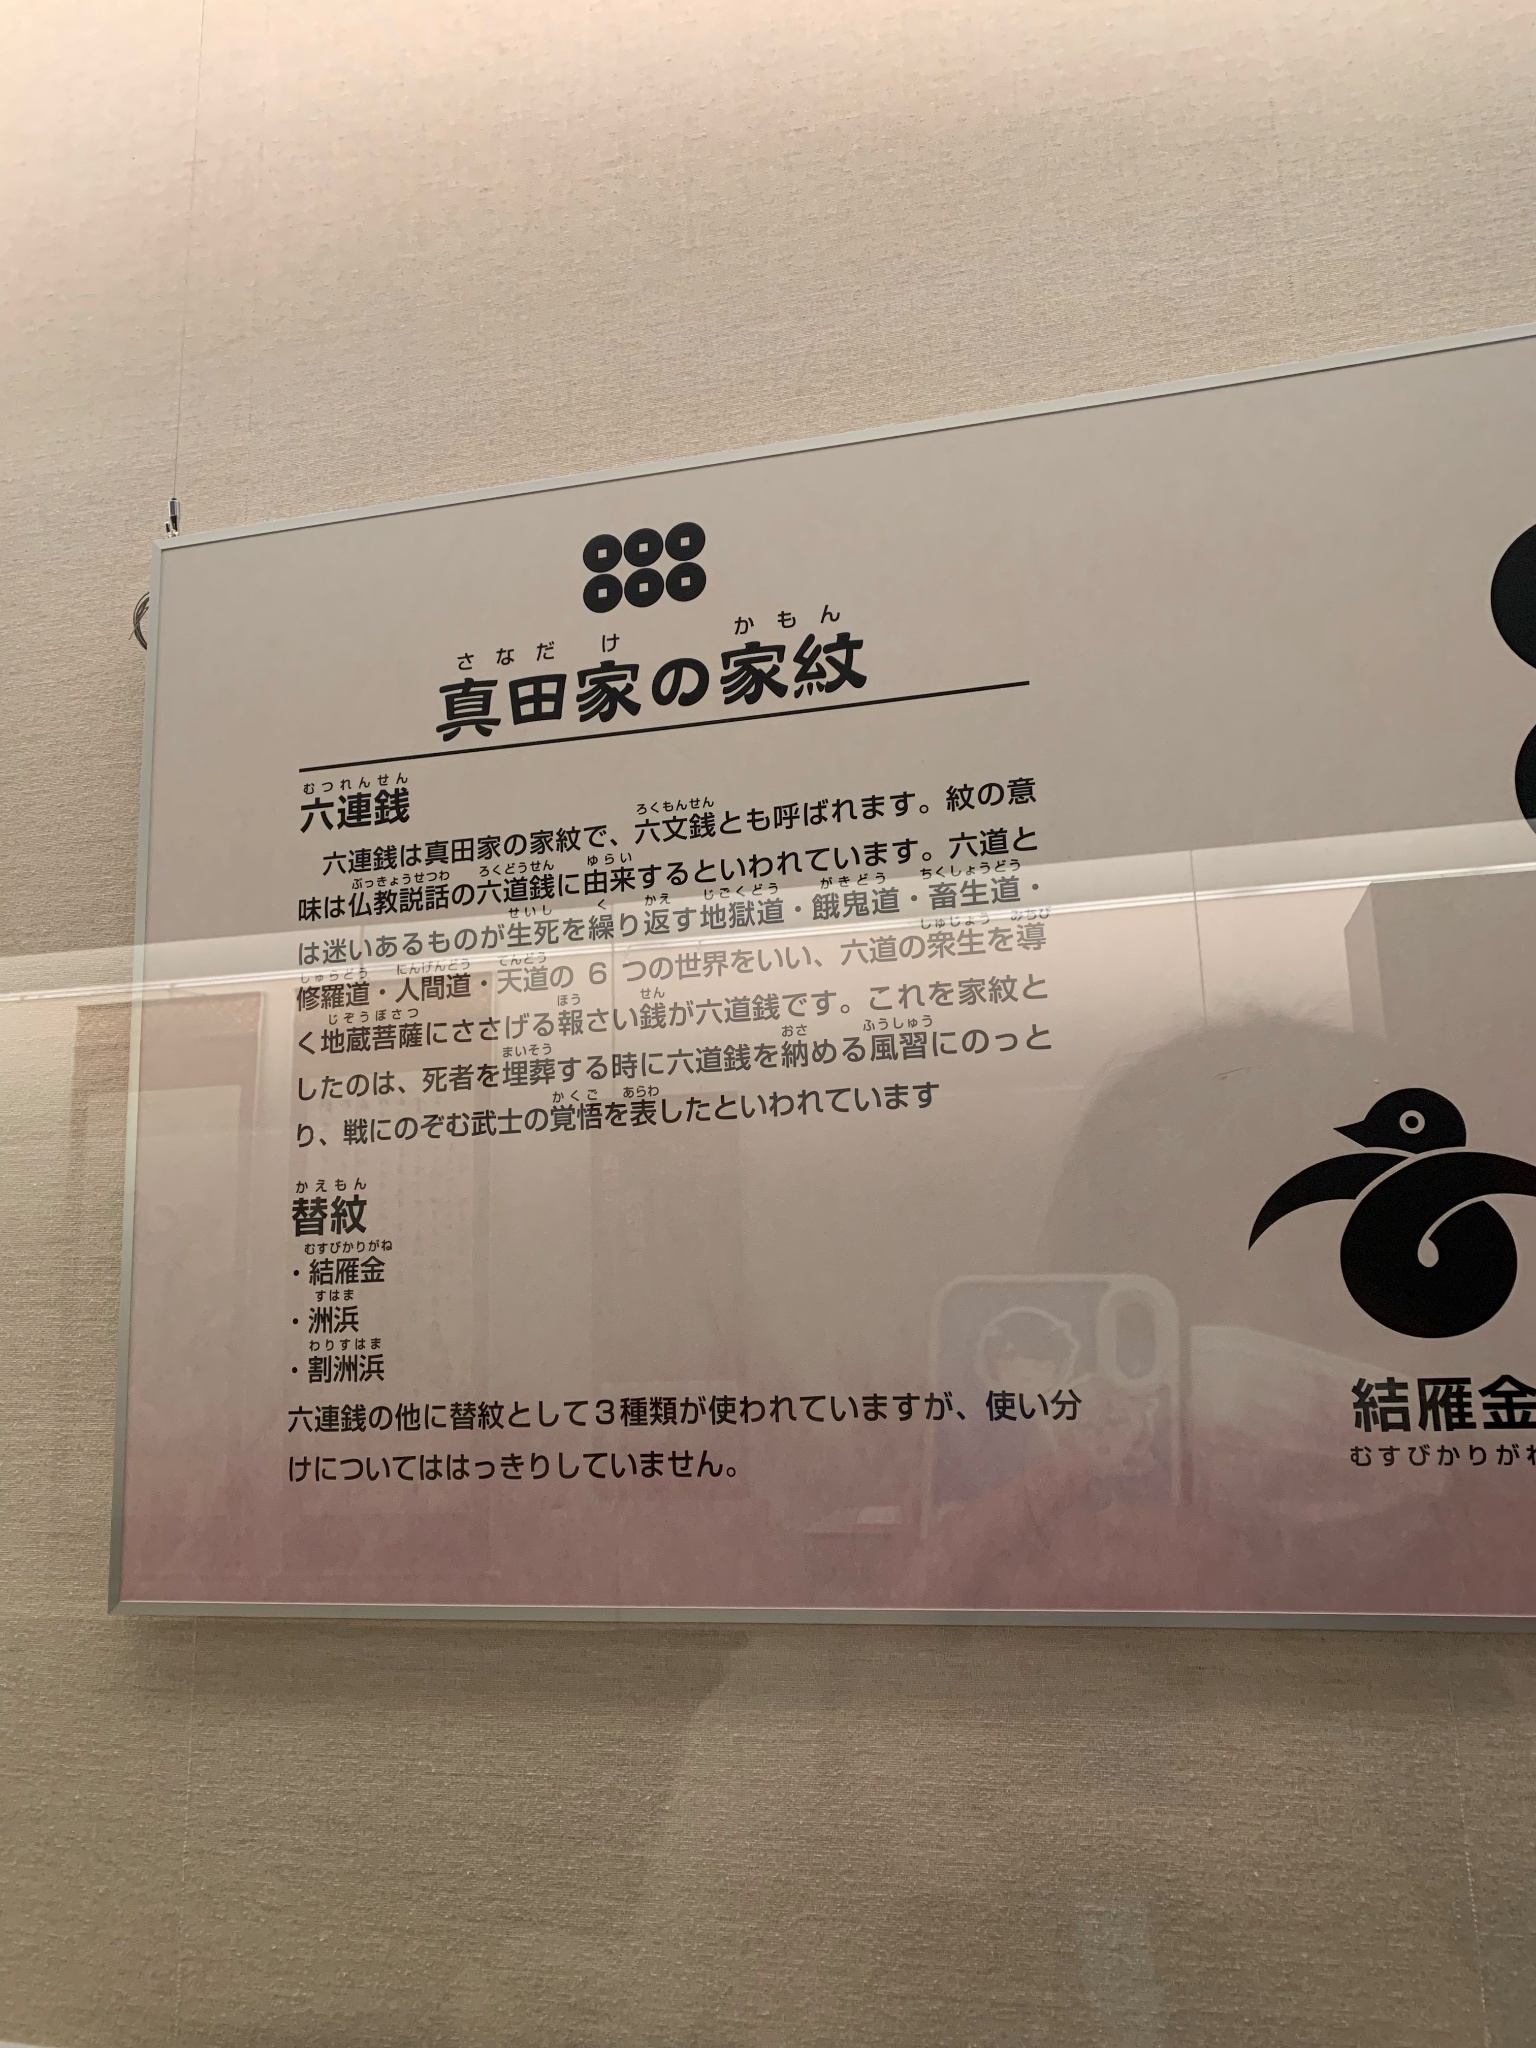 さなだけ かもん
真田家の家紋
むつれんせん
六連銭
ろくもんせん
六連銭は真田家の家紋で、六文銭とも呼ばれます。紋の意
ぶっきょうせつわ ろくどうせん ゆらい
味は仏教説話の六道銭に由来するといわれています。六道と
せいし く かえ じごくどう がきどう ちくしょうどう
は迷いあるものが生死を繰り返す地獄道・餓鬼道・畜生道・
しゅらどう にんげんどう てんどう しゅじょう みちび
修羅道・人間道・天道の 6 つの世界をいい、六道の衆生を導
じぞうぼさつ ほう せん
く地蔵菩薩にささげる報さい銭が六道銭です。これを家紋と
まいそう おさ ふうしゅう
したのは、死者を埋葬する時に六道銭を納める風習にのっと
かくご あらわ
り、戦にのぞむ武士の覚悟を表したといわれています
かえもん
替紋
むすびかりがね
・結雁金
すはま
・洲浜
わりすはま
・割洲浜
六連銭の他に替紋として３種類が使われていますが、使い分
けについてははっきりしていません。
結雁金
むすびかりがね